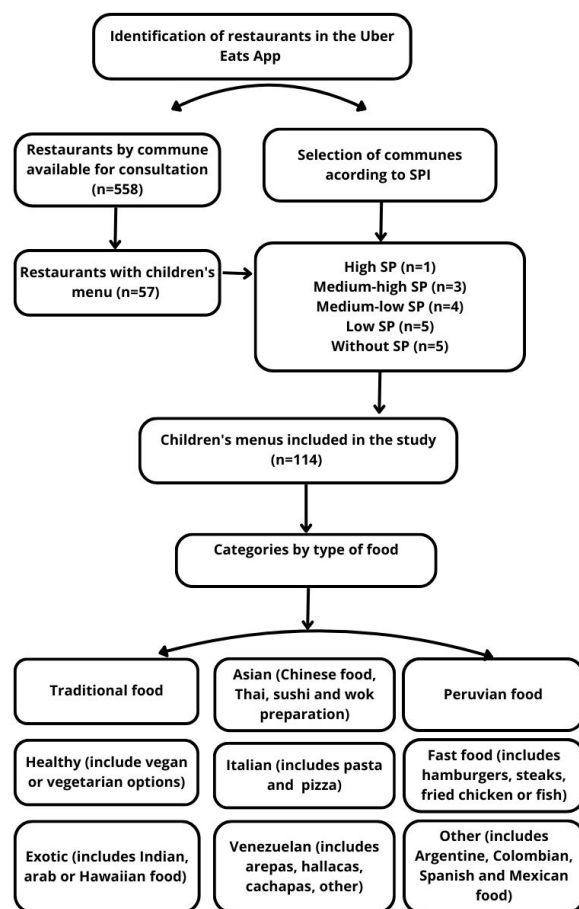 Identification of restaurants in the Uber
Eats App
Restaurants by commune
available for consultation
(n=558)
Selection of communes
acording to SPI
Restaurants with children's
menu (n=57)
High SP (n=1)
Medium-high SP (n=3)
Medium-low SP (n=4)
Low SP (n=5)
Without SP (n=5)
Children's menus included in the study
(n=114)
Categories by type of food
Traditional food
Asian (Chinese food,
Thai, sushi and wok
preparation)
Peruvian food
Healthy (include vegan
or vegetarian options)
Italian (includes pasta
and pizza)
Fast food (includes
hamburgers, steaks,
fried chicken or fish)
Exotic (includes Indian,
arab or Hawaiian food)
Venezuelan (includes
arepas, hallacas,
cachapas, other)
Other (includes
Argentine, Colombian,
Spanish and Mexican
food)